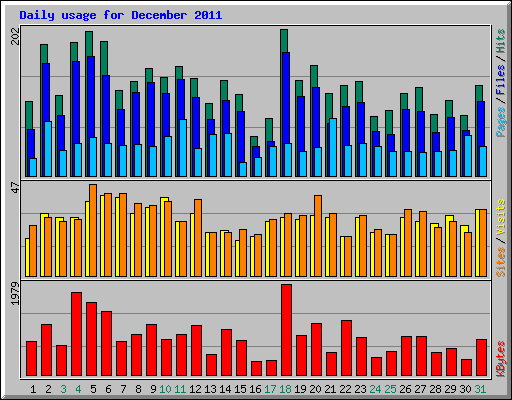 Daily usage for December 2011
202
Pages / Files / Hits
47
Sites / Visits
1979
KBytes
1 2 3 4 5 6 7 8 9 10 11 12 13 14 15 16 17 18 19 20 21 22 23 24 25 26 27 28 29 30 31